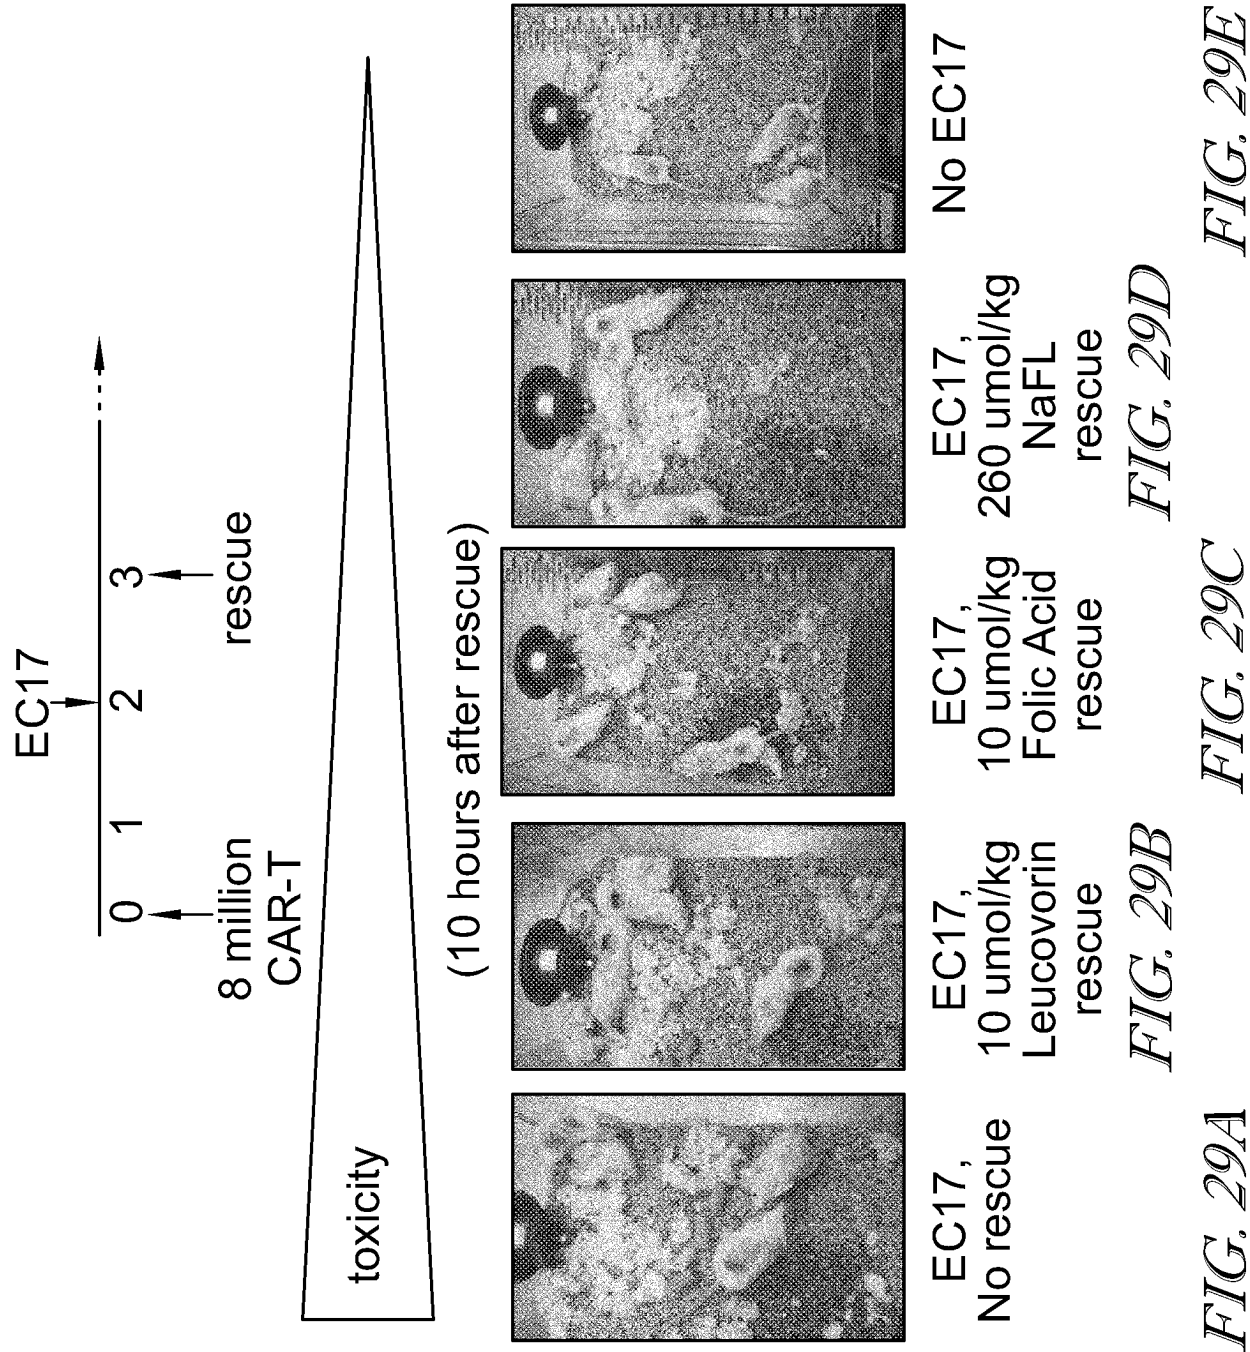 EC17
0 1 2 3
8 million
CAR-T
rescue
toxicity
(10 hours after rescue)
EC17,
No rescue
FIG. 29A
EC17,
10 umol/kg
Leucovorin
rescue
FIG. 29B
EC17,
10 umol/kg
Folic Acid
rescue
FIG. 29C
EC17,
260 umol/kg
NaFL
rescue
FIG. 29D
No EC17
FIG. 29E